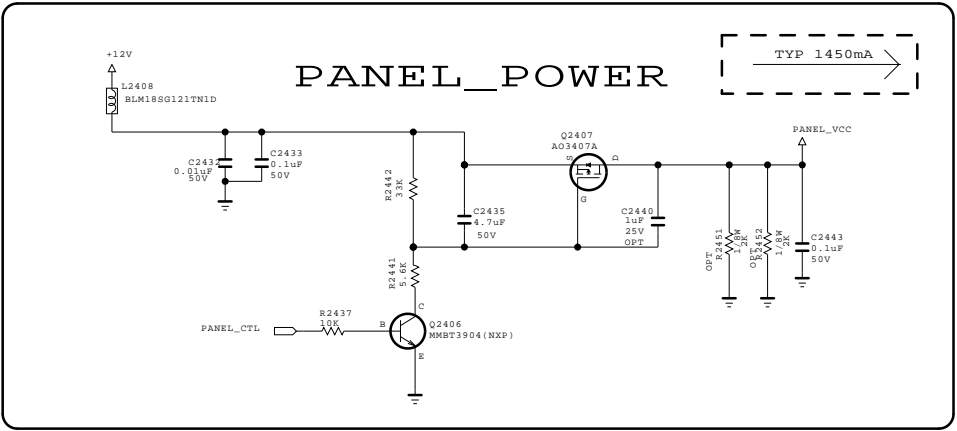 PANEL_POWER
TYP 1450mA
+12V
L2408
BLM18SG121TN1D
C2432
0.01uF
50V
C2433
0.1uF
50V
R2442
33K
C2435
4.7uF
50V
Q2407
AO3407A
S
D
G
C2440
1uF
25V
OPT
PANEL_VCC
OPT
R2451
1/8W
2K
OPT
R2452
1/8W
2K
C2443
0.1uF
50V
R2441
5.6K
PANEL_CTL
R2437
10K
B
C
E
Q2406
MMBT3904(NXP)